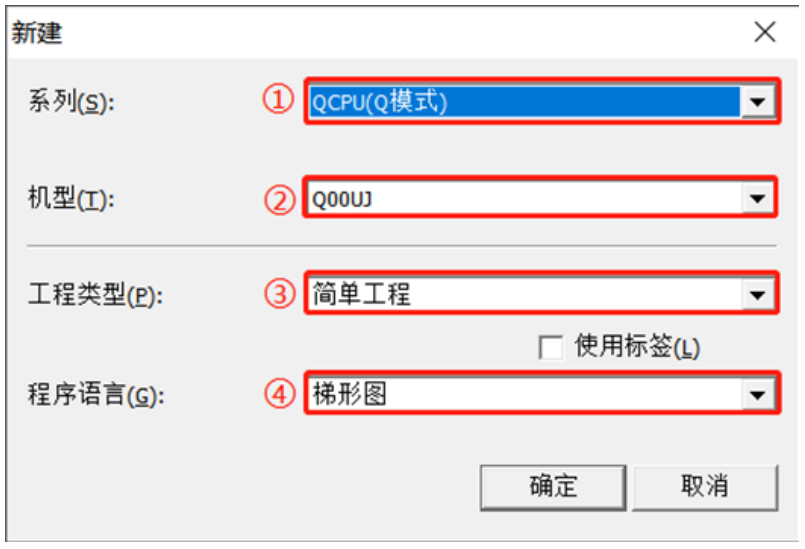 新建
系列(S): ① QCPU(Q模式)
机型(T): ② Q00UJ
工程类型(P): ③ 简单工程
使用标签(L)
程序语言(G): ④ 梯形图
确定 取消